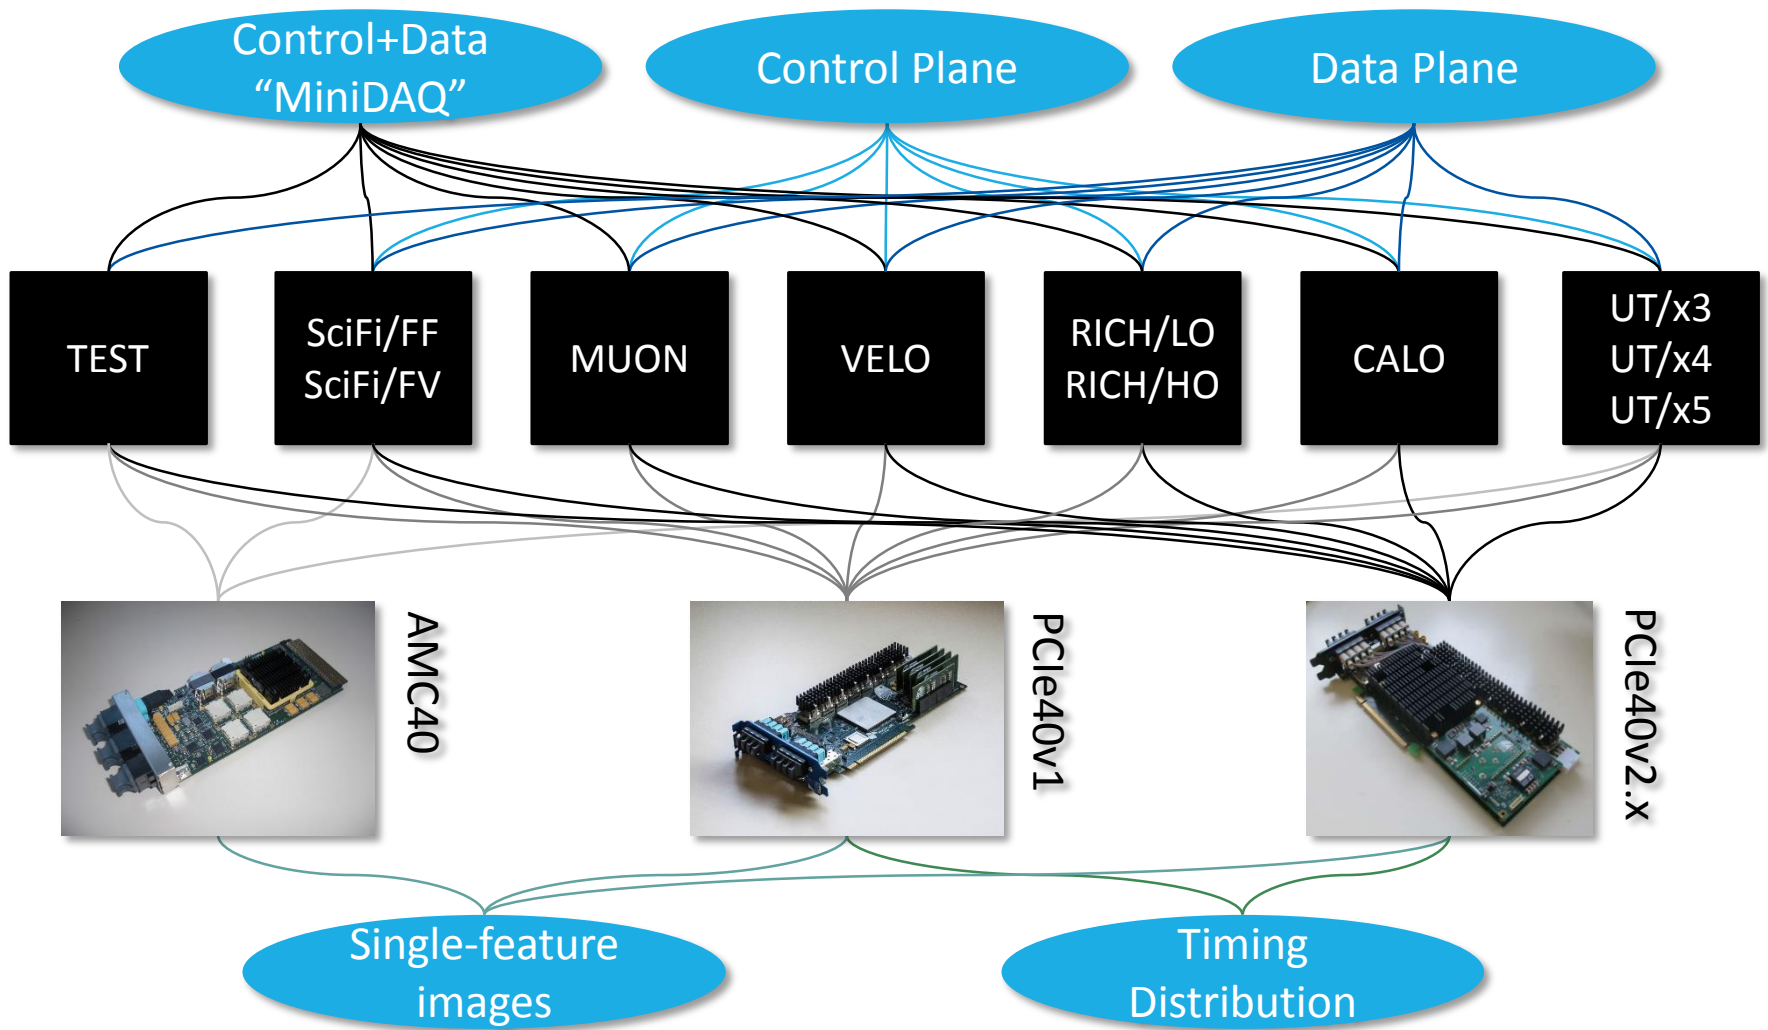 Control+Data
“MiniDAQ”
Control Plane
Data Plane
TEST
SciFi/FF
SciFi/FV
MUON
VELO
RICH/LO
RICH/HO
CALO
UT/x3
UT/x4
UT/x5
AMC40
PCIe40v1
PCIe40v2.x
Single-feature
images
Timing
Distribution